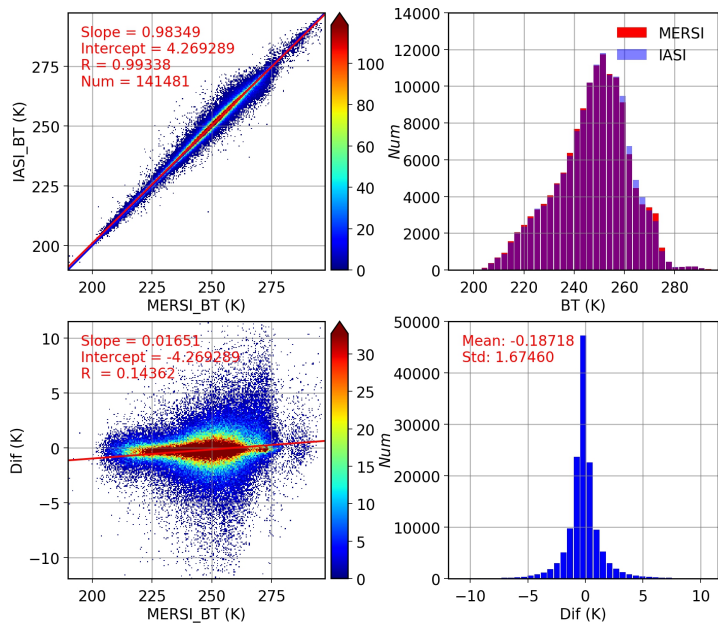 Slope = 0.98349
Intercept = 4.269289
R = 0.99338
Num = 141481
IASI_BT (K)
275
250
225
200
200 225 250 275
MERSI_BT (K)
100
80
60
40
20
0
MERSI
IASI
Num
14000
12000
10000
8000
6000
4000
2000
0
200 220 240 260 280
BT (K)
Slope = 0.01651
Intercept = -4.269289
R = 0.14362
Dif (K)
10
5
0
−5
−10
200 225 250 275
MERSI_BT (K)
30
25
20
15
10
5
0
Mean: -0.18718
Std: 1.67460
Num
50000
40000
30000
20000
10000
0
−10 −5 0 5 10
Dif (K)